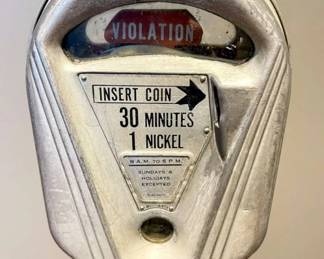 VIOLATION
INSERT COIN
30 MINUTES
1 NICKEL
8 A.M. TO 6 P.M.
SUNDAYS &
HOLIDAYS
EXCEPTED